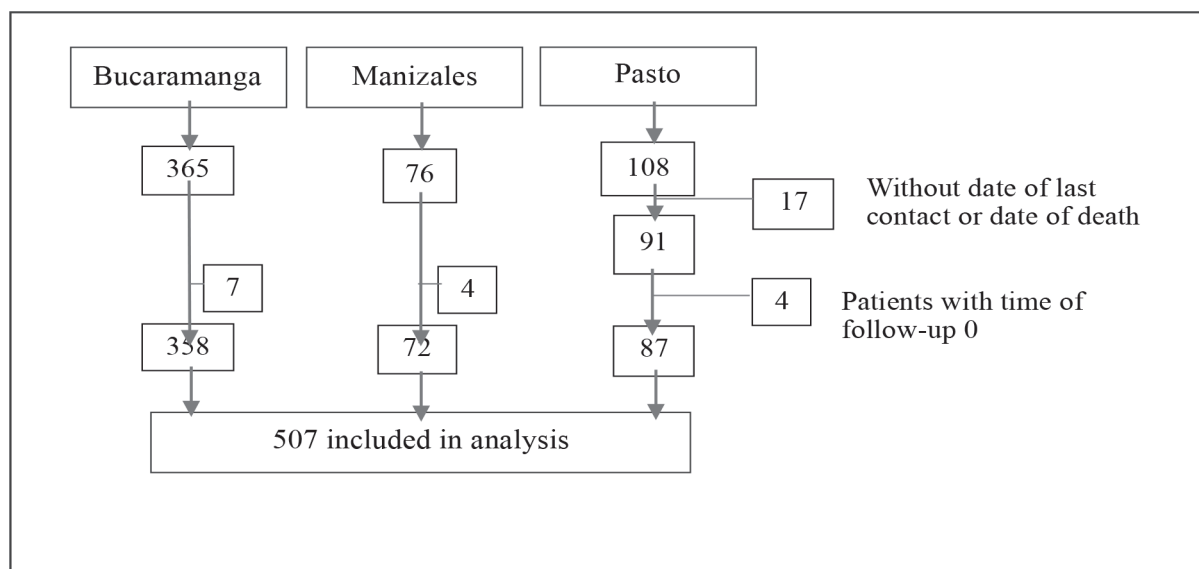 Bucaramanga
Manizales
Pasto
365
76
108
17
Without date of last
contact or date of death
91
7
4
4
Patients with time of
follow-up 0
358
72
87
507 included in analysis